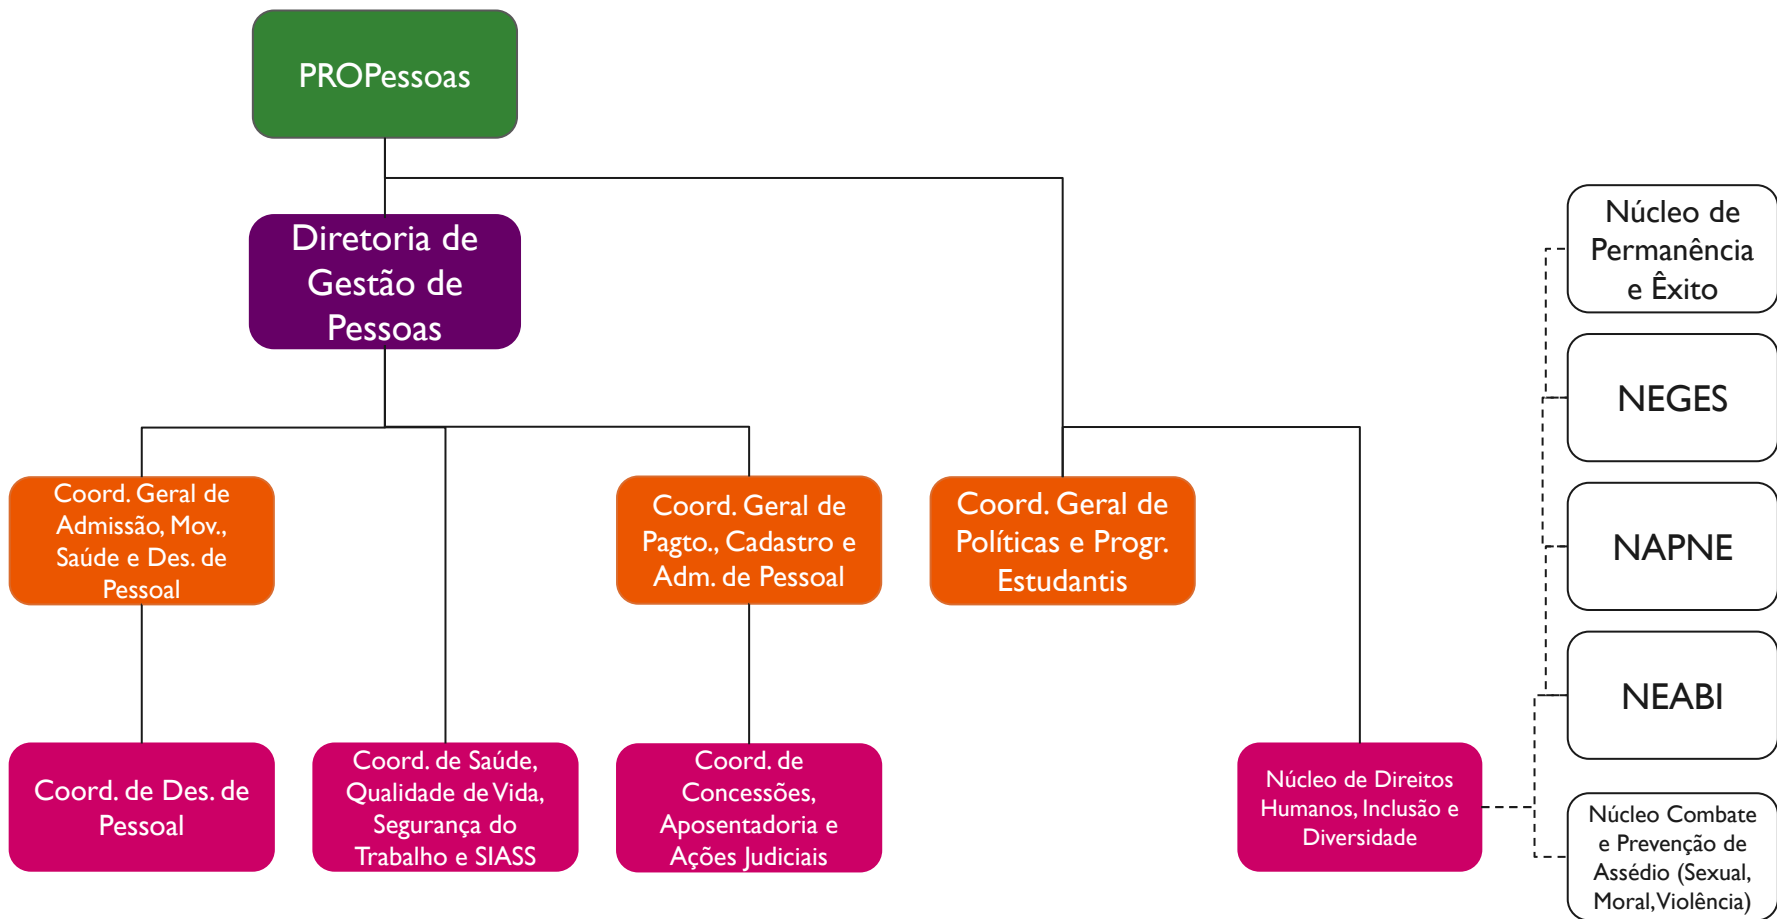 PROPessoas
Diretoria de
Gestão de
Pessoas
Coord. Geral de
Admissão, Mov.,
Saúde e Des. de
Pessoal
Coord. Geral de
Pagto., Cadastro e
Adm. de Pessoal
Coord. Geral de
Políticas e Progr.
Estudantis
Coord. de Des. de
Pessoal
Coord. de Saúde,
Qualidade de Vida,
Segurança do
Trabalho e SIASS
Coord. de
Concessões,
Aposentadoria e
Ações Judiciais
Núcleo de Direitos
Humanos, Inclusão e
Diversidade
Núcleo de
Permanência
e Êxito
NEGES
NAPNE
NEABI
Núcleo Combate
e Prevenção de
Assédio (Sexual,
Moral, Violência)